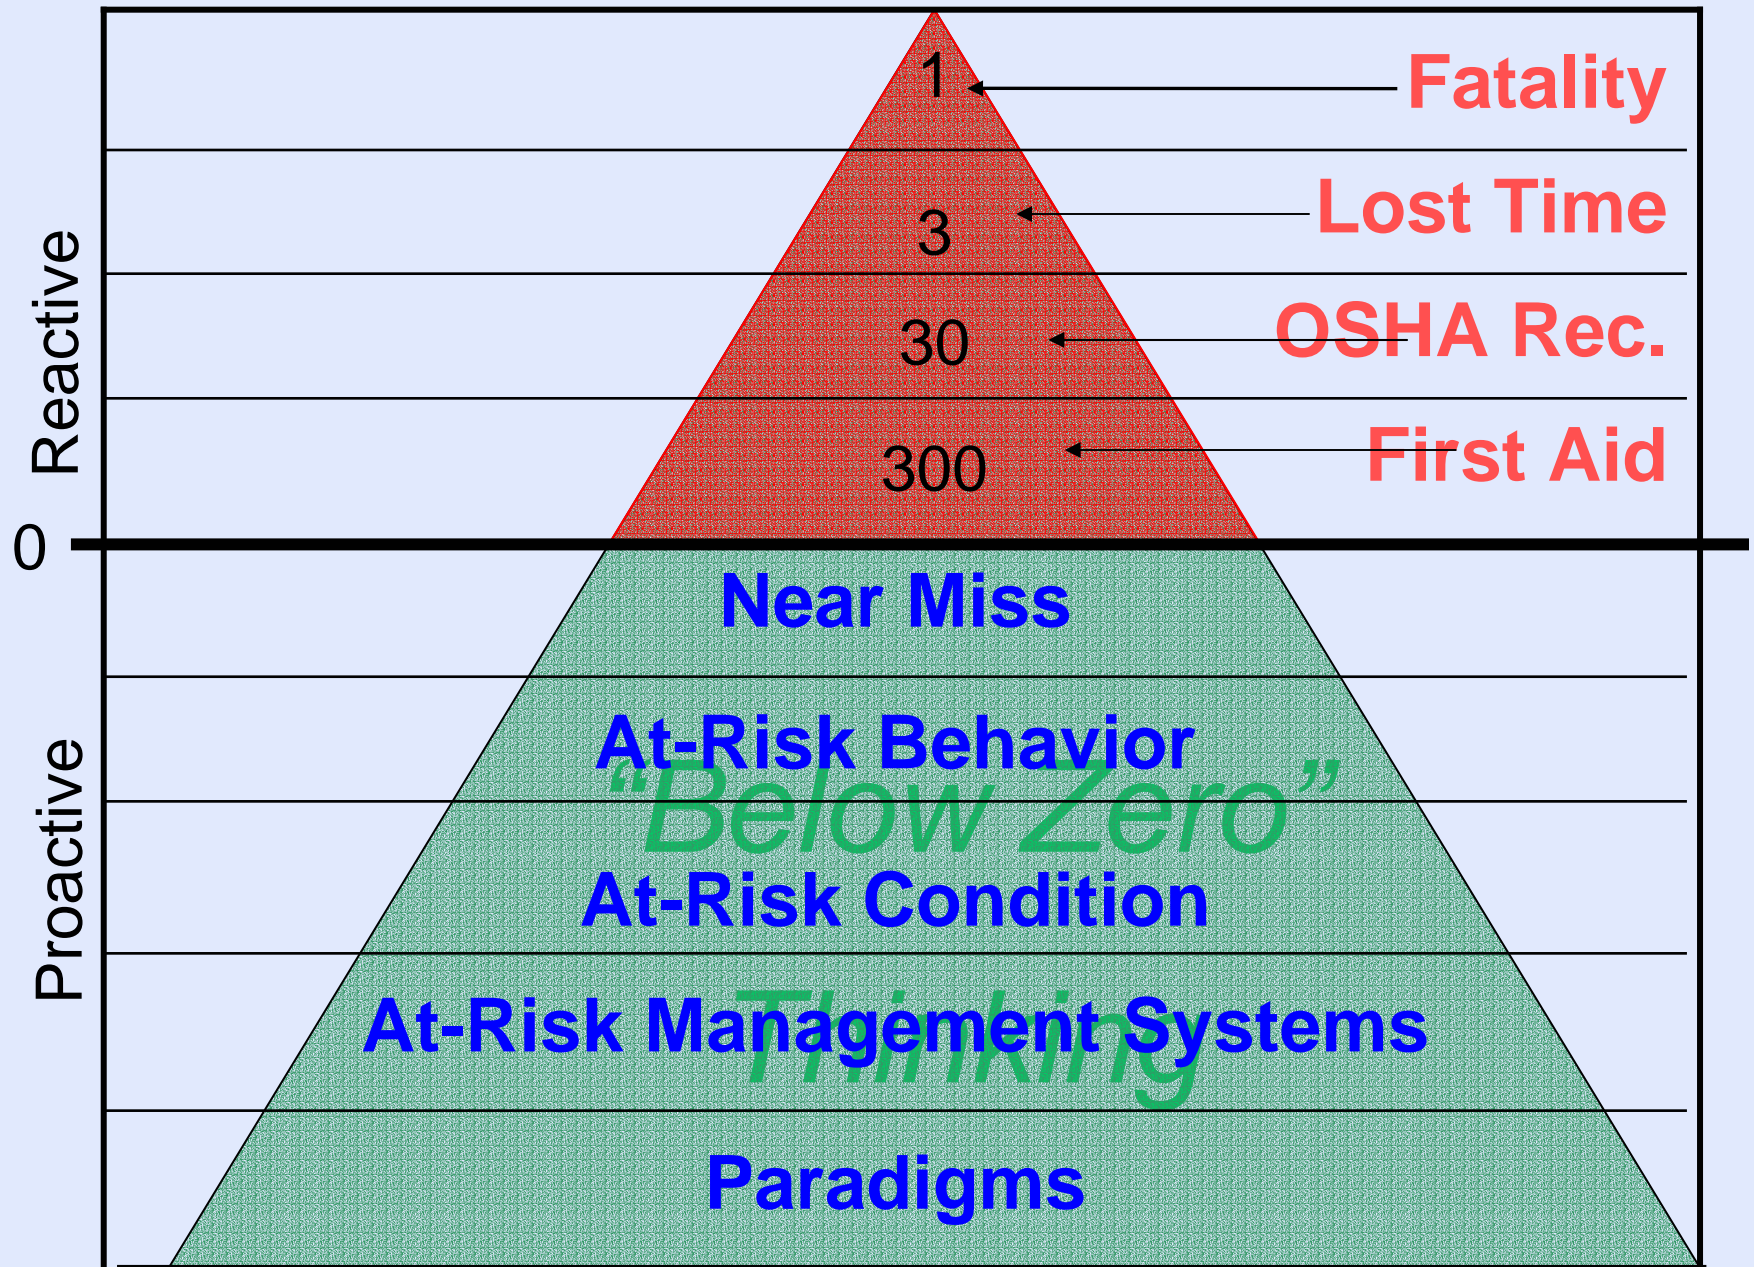 1
Fatality
3
Lost Time
30
OSHA Rec.
300
First Aid
Reactive
0
Near Miss
At-Risk Behavior
“Below Zero”
At-Risk Condition
At-Risk Management Systems
Thinking
Paradigms
Proactive